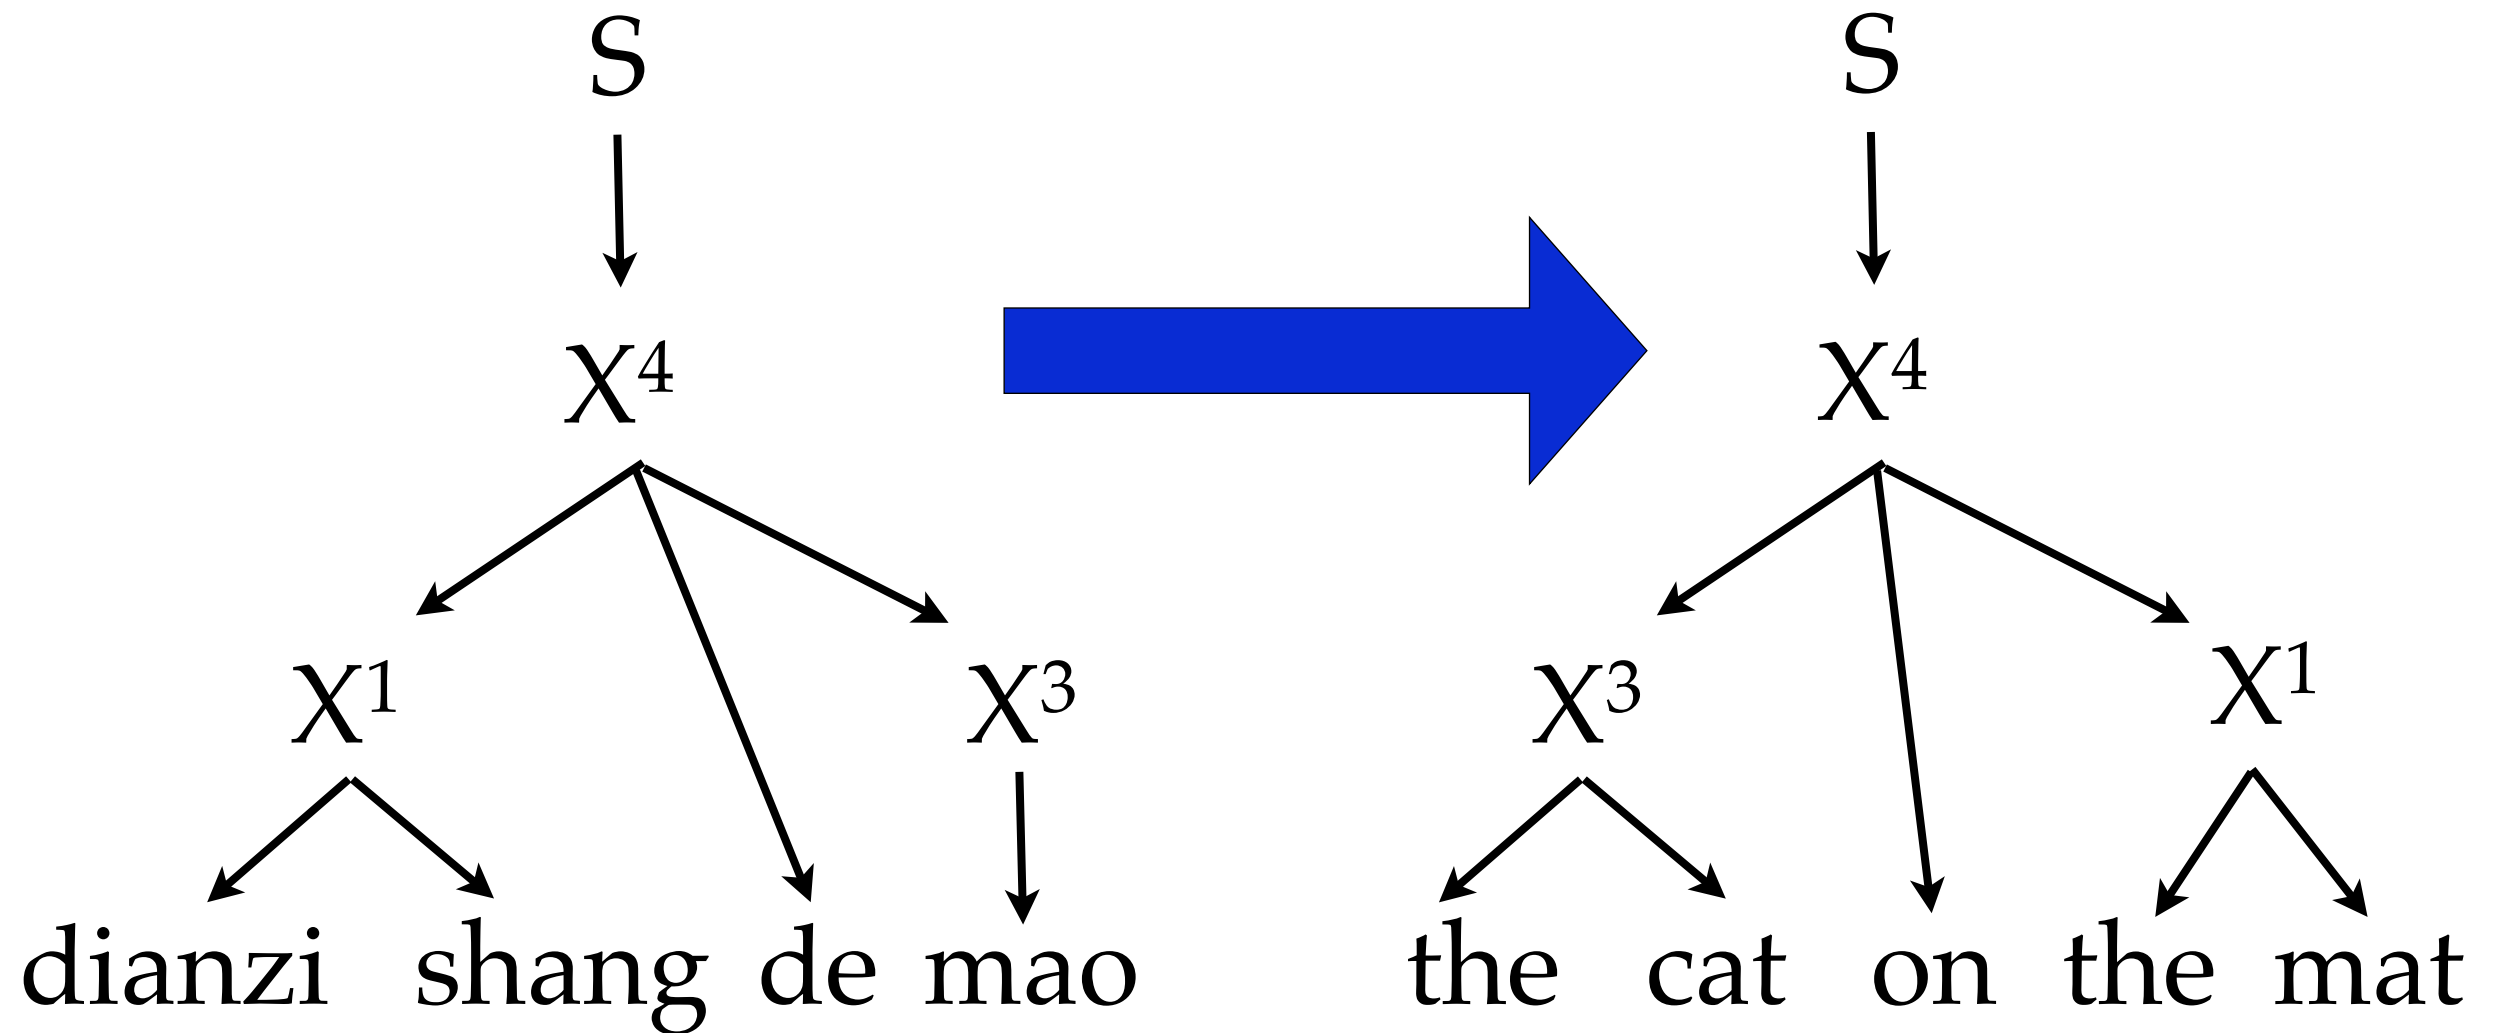 S S
X⁴ X⁴
X¹ X³ X³ X¹
dianzi shang de mao the cat on the mat